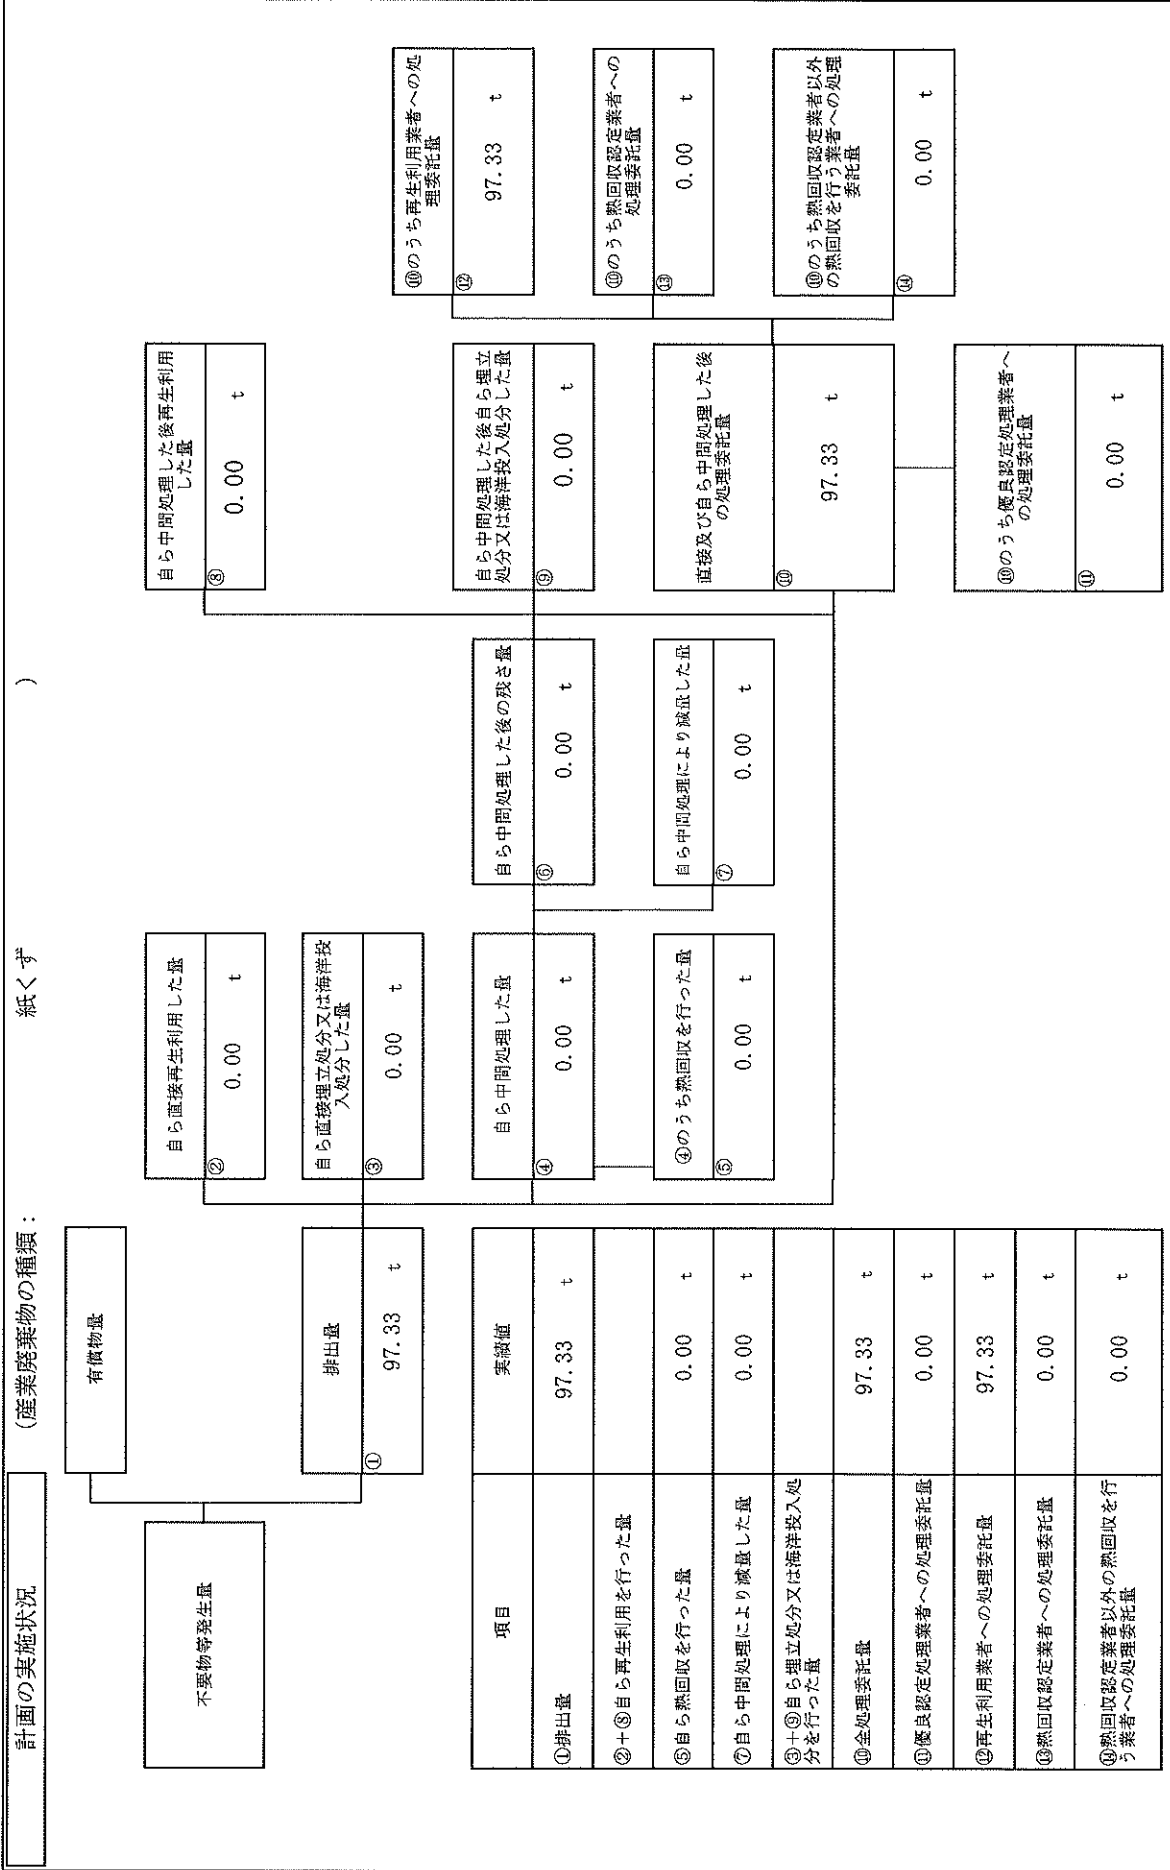 計画の実施状況
(産業廃棄物の種類： 紙くず )
不要物等発生量
有償物量
排出量
① 97.33 t
自ら直接再生利用した量
② 0.00 t
自ら直接埋立処分又は海洋投
入処分した量
③ 0.00 t
自ら中間処理した量
④ 0.00 t
④のうち熱回収を行った量
⑤ 0.00 t
自ら中間処理した後の残さ量
⑥ 0.00 t
自ら中間処理により減量した量
⑦ 0.00 t
自ら中間処理した後再生利用
した量
⑧ 0.00 t
自ら中間処理した後自ら埋立
処分又は海洋投入処分した量
⑨ 0.00 t
直接及び自ら中間処理した後
の処理委託量
⑩ 97.33 t
⑩のうち優良認定処理業者へ
の処理委託量
⑪ 0.00 t
⑩のうち再生利用業者への処
理委託量
⑫ 97.33 t
⑩のうち熱回収認定業者への
処理委託量
⑬ 0.00 t
⑩のうち熱回収認定業者以外
の熱回収を行う業者への処理
委託量
⑭ 0.00 t
項目 実績値
①排出量 97.33 t
②+⑧自ら再生利用を行った量
⑤自ら熱回収を行った量 0.00 t
⑦自ら中間処理により減量した量 0.00 t
③+⑨自ら埋立処分又は海洋投入処
分を行った量
⑩全処理委託量 97.33 t
⑪優良認定処理業者への処理委託量 0.00 t
⑫再生利用業者への処理委託量 97.33 t
⑬熱回収認定業者への処理委託量 0.00 t
⑭熱回収認定業者以外の熱回収を行
う業者への処理委託量 0.00 t